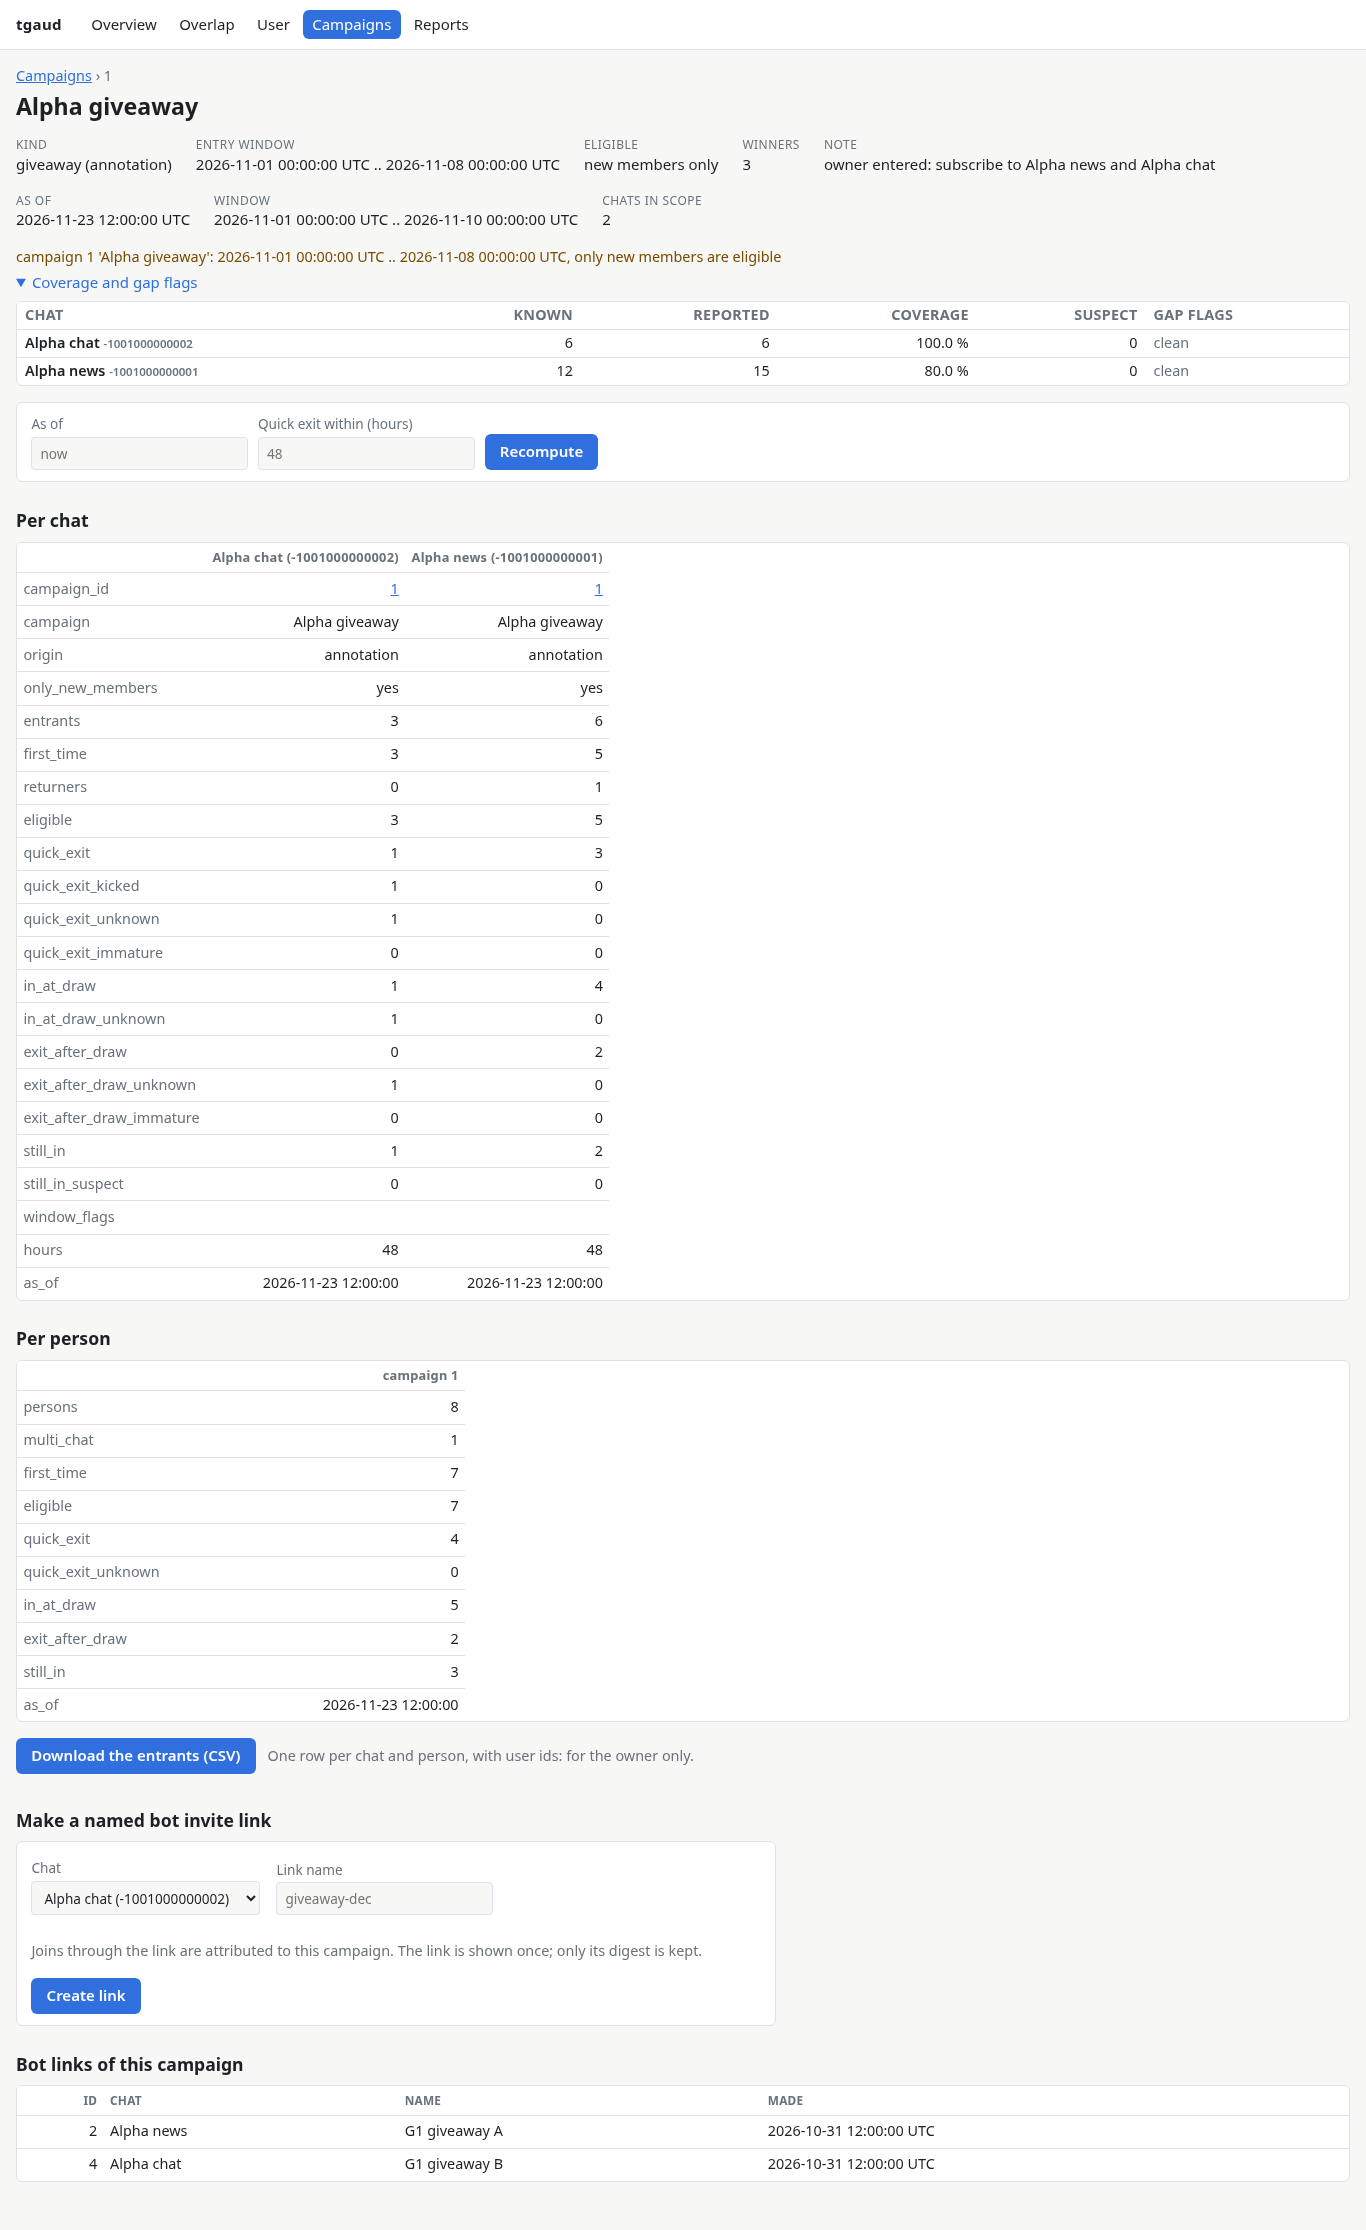 tgaud Overview Overlap User Campaigns Reports
Campaigns › 1
Alpha giveaway
KIND ENTRY WINDOW ELIGIBLE WINNERS NOTE
giveaway (annotation) 2026-11-01 00:00:00 UTC .. 2026-11-08 00:00:00 UTC new members only 3 owner entered: subscribe to Alpha news and Alpha chat
AS OF WINDOW CHATS IN SCOPE
2026-11-23 12:00:00 UTC 2026-11-01 00:00:00 UTC .. 2026-11-10 00:00:00 UTC 2
campaign 1 'Alpha giveaway': 2026-11-01 00:00:00 UTC .. 2026-11-08 00:00:00 UTC, only new members are eligible
▼ Coverage and gap flags
CHAT KNOWN REPORTED COVERAGE SUSPECT GAP FLAGS
Alpha chat -1001000000002 6 6 100.0 % 0 clean
Alpha news -1001000000001 12 15 80.0 % 0 clean
As of Quick exit within (hours)
now 48 Recompute
Per chat
Alpha chat (-1001000000002) Alpha news (-1001000000001)
campaign_id 1 1
campaign Alpha giveaway Alpha giveaway
origin annotation annotation
only_new_members yes yes
entrants 3 6
first_time 3 5
returners 0 1
eligible 3 5
quick_exit 1 3
quick_exit_kicked 1 0
quick_exit_unknown 1 0
quick_exit_immature 0 0
in_at_draw 1 4
in_at_draw_unknown 1 0
exit_after_draw 0 2
exit_after_draw_unknown 1 0
exit_after_draw_immature 0 0
still_in 1 2
still_in_suspect 0 0
window_flags
hours 48 48
as_of 2026-11-23 12:00:00 2026-11-23 12:00:00
Per person
campaign 1
persons 8
multi_chat 1
first_time 7
eligible 7
quick_exit 4
quick_exit_unknown 0
in_at_draw 5
exit_after_draw 2
still_in 3
as_of 2026-11-23 12:00:00
Download the entrants (CSV) One row per chat and person, with user ids: for the owner only.
Make a named bot invite link
Chat Link name
Alpha chat (-1001000000002) giveaway-dec
Joins through the link are attributed to this campaign. The link is shown once; only its digest is kept.
Create link
Bot links of this campaign
ID CHAT NAME MADE
2 Alpha news G1 giveaway A 2026-10-31 12:00:00 UTC
4 Alpha chat G1 giveaway B 2026-10-31 12:00:00 UTC